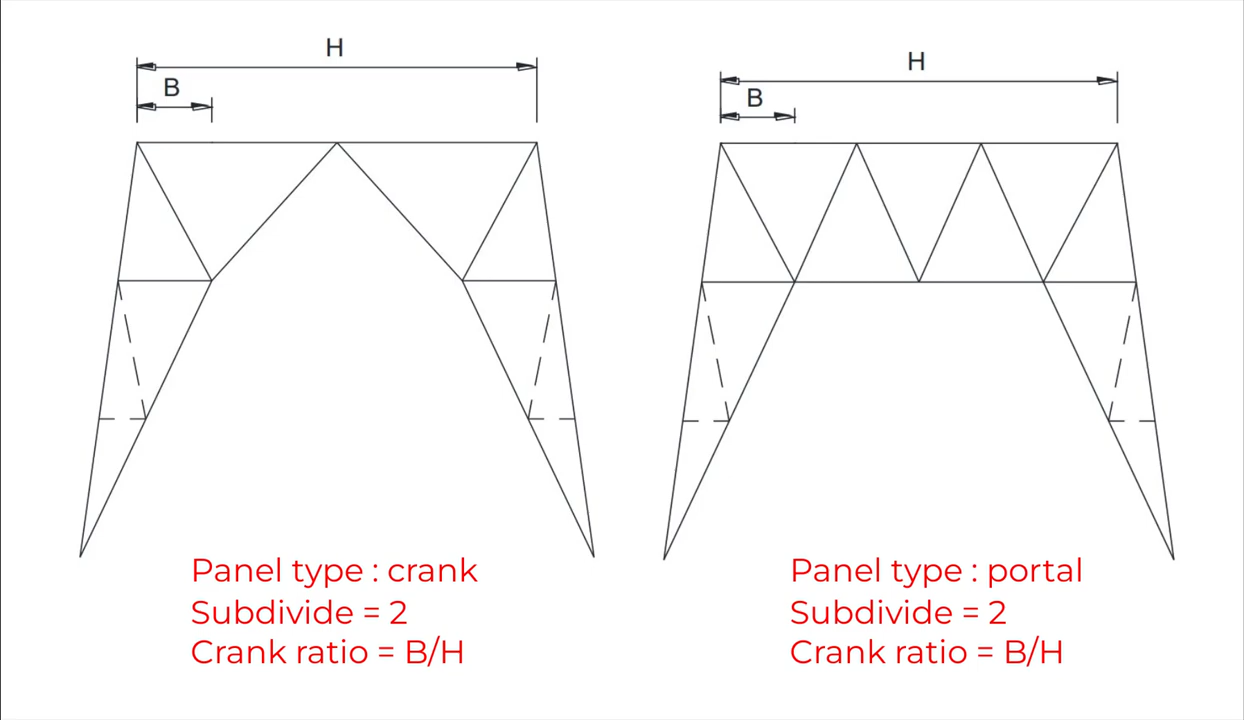 H
B
H
B
Panel type : crank
Subdivide = 2
Crank ratio = B/H
Panel type : portal
Subdivide = 2
Crank ratio = B/H